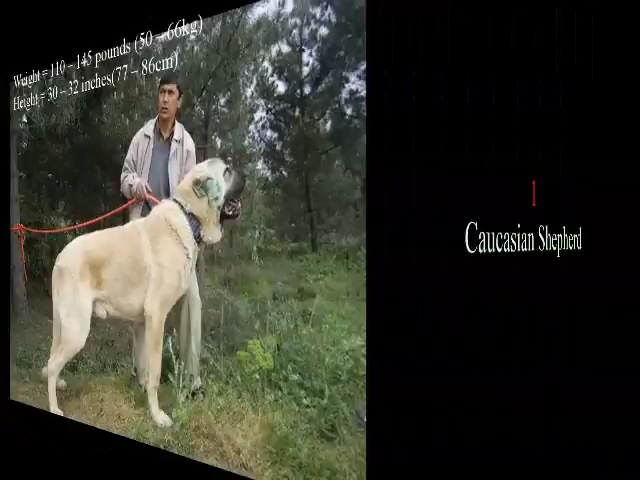 Weight = 110 – 145 pounds (50 – 66kg)
Height = 30 – 32 inches(77 – 86cm)
1
Caucasian Shepherd